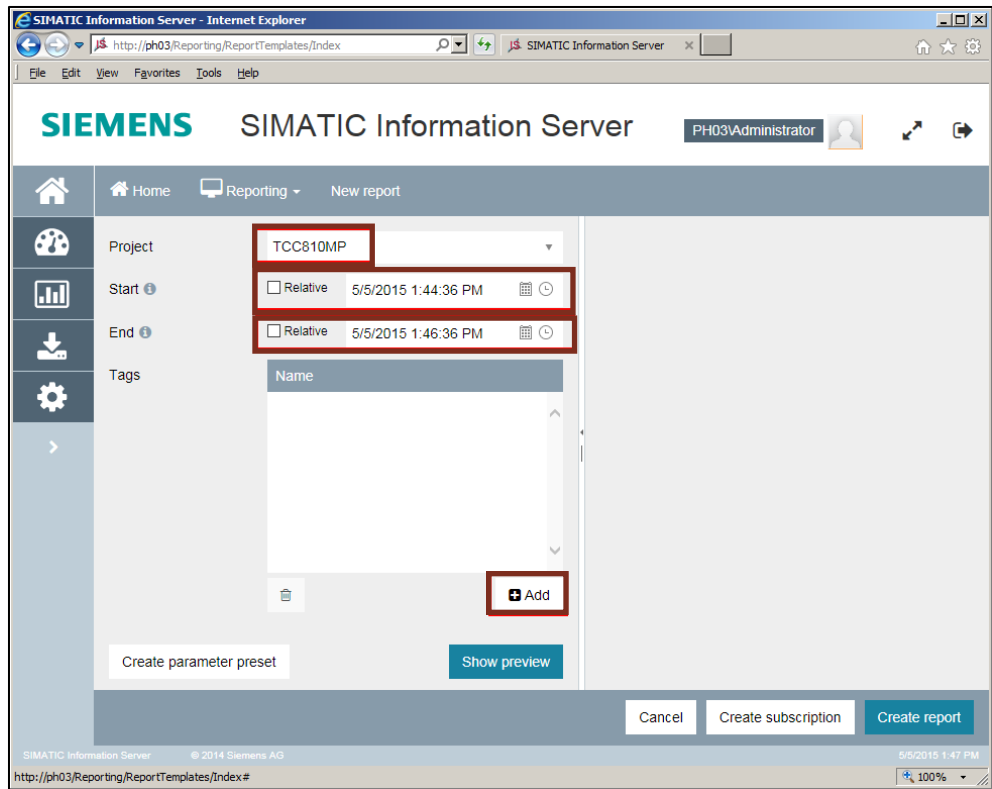 SIMATIC Information Server - Internet Explorer
http://ph03/Reporting/ReportTemplates/Index
SIMATIC Information Server
File Edit View Favorites Tools Help
SIEMENS SIMATIC Information Server
PH03\Administrator
Home Reporting New report
Project TCC810MP
Start Relative 5/5/2015 1:44:36 PM
End Relative 5/5/2015 1:46:36 PM
Tags Name
Add
Create parameter preset Show preview
Cancel Create subscription Create report
SIMATIC Information Server © 2014 Siemens AG 5/5/2015 1:47 PM
http://ph03/Reporting/ReportTemplates/Index# 100%